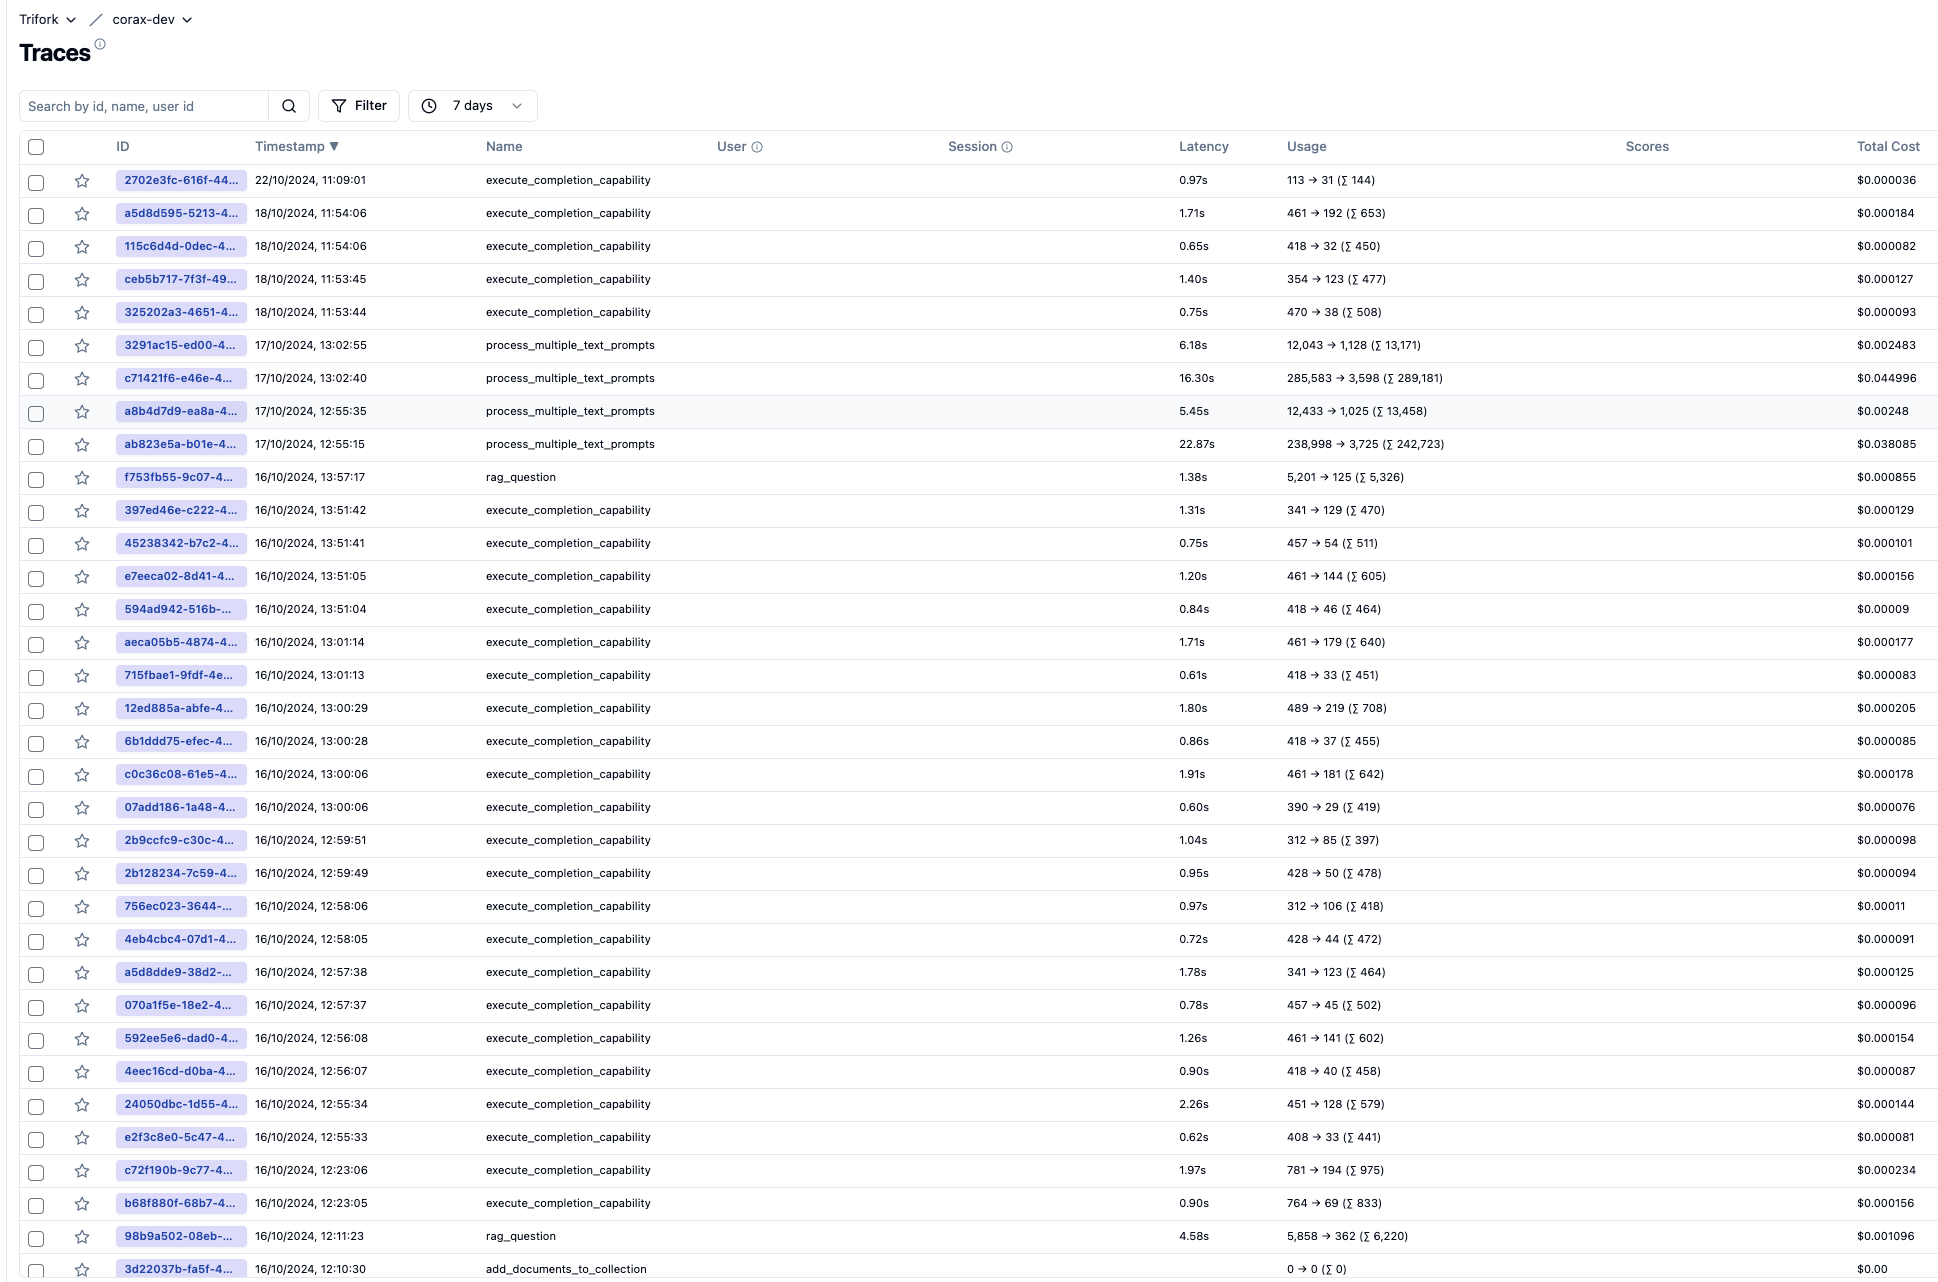 Trifork / corax-dev
Traces
Search by id, name, user id Filter 7 days
ID Timestamp ▼ Name User Session Latency Usage Scores Total Cost
2702e3fc-616f-44... 22/10/2024, 11:09:01 execute_completion_capability 0.97s 113 → 31 (∑ 144) $0.000036
a5d8d595-5213-4... 18/10/2024, 11:54:06 execute_completion_capability 1.71s 461 → 192 (∑ 653) $0.000184
115c6d4d-0dec-4... 18/10/2024, 11:54:06 execute_completion_capability 0.65s 418 → 32 (∑ 450) $0.000082
ceb5b717-7f3f-49... 18/10/2024, 11:53:45 execute_completion_capability 1.40s 354 → 123 (∑ 477) $0.000127
325202a3-4651-4... 18/10/2024, 11:53:44 execute_completion_capability 0.75s 470 → 38 (∑ 508) $0.000093
3291ac15-ed00-4... 17/10/2024, 13:02:55 process_multiple_text_prompts 6.18s 12,043 → 1,128 (∑ 13,171) $0.002483
c71421f6-e46e-4... 17/10/2024, 13:02:40 process_multiple_text_prompts 16.30s 285,583 → 3,598 (∑ 289,181) $0.044996
a8b4d7d9-ea8a-4... 17/10/2024, 12:55:35 process_multiple_text_prompts 5.45s 12,433 → 1,025 (∑ 13,458) $0.00248
ab823e5a-b01e-4... 17/10/2024, 12:55:15 process_multiple_text_prompts 22.87s 238,998 → 3,725 (∑ 242,723) $0.038085
f753fb55-9c07-4... 16/10/2024, 13:57:17 rag_question 1.38s 5,201 → 125 (∑ 5,326) $0.000855
397ed46e-c222-4... 16/10/2024, 13:51:42 execute_completion_capability 1.31s 341 → 129 (∑ 470) $0.000129
45238342-b7c2-4... 16/10/2024, 13:51:41 execute_completion_capability 0.75s 457 → 54 (∑ 511) $0.000101
e7eeca02-8d41-4... 16/10/2024, 13:51:05 execute_completion_capability 1.20s 461 → 144 (∑ 605) $0.000156
594ad942-516b-... 16/10/2024, 13:51:04 execute_completion_capability 0.84s 418 → 46 (∑ 464) $0.00009
aeca05b5-4874-4... 16/10/2024, 13:01:14 execute_completion_capability 1.71s 461 → 179 (∑ 640) $0.000177
715fbae1-9fdf-4e... 16/10/2024, 13:01:13 execute_completion_capability 0.61s 418 → 33 (∑ 451) $0.000083
12ed885a-abfe-4... 16/10/2024, 13:00:29 execute_completion_capability 1.80s 489 → 219 (∑ 708) $0.000205
6b1ddd75-efec-4... 16/10/2024, 13:00:28 execute_completion_capability 0.86s 418 → 37 (∑ 455) $0.000085
c0c36c08-61e5-4... 16/10/2024, 13:00:06 execute_completion_capability 1.91s 461 → 181 (∑ 642) $0.000178
07add186-1a48-4... 16/10/2024, 13:00:06 execute_completion_capability 0.60s 390 → 29 (∑ 419) $0.000076
2b9ccfc9-c30c-4... 16/10/2024, 12:59:51 execute_completion_capability 1.04s 312 → 85 (∑ 397) $0.000098
2b128234-7c59-4... 16/10/2024, 12:59:49 execute_completion_capability 0.95s 428 → 50 (∑ 478) $0.000094
756ec023-3644-... 16/10/2024, 12:58:06 execute_completion_capability 0.97s 312 → 106 (∑ 418) $0.00011
4eb4cbc4-07d1-4... 16/10/2024, 12:58:05 execute_completion_capability 0.72s 428 → 44 (∑ 472) $0.000091
a5d8dde9-38d2-... 16/10/2024, 12:57:38 execute_completion_capability 1.78s 341 → 123 (∑ 464) $0.000125
070a1f5e-18e2-4... 16/10/2024, 12:57:37 execute_completion_capability 0.78s 457 → 45 (∑ 502) $0.000096
592ee5e6-dad0-4... 16/10/2024, 12:56:08 execute_completion_capability 1.26s 461 → 141 (∑ 602) $0.000154
4eec16cd-d0ba-4... 16/10/2024, 12:56:07 execute_completion_capability 0.90s 418 → 40 (∑ 458) $0.000087
24050dbc-1d55-4... 16/10/2024, 12:55:34 execute_completion_capability 2.26s 451 → 128 (∑ 579) $0.000144
e2f3c8e0-5c47-4... 16/10/2024, 12:55:33 execute_completion_capability 0.62s 408 → 33 (∑ 441) $0.000081
c72f190b-9c77-4... 16/10/2024, 12:23:06 execute_completion_capability 1.97s 781 → 194 (∑ 975) $0.000234
b68f880f-68b7-4... 16/10/2024, 12:23:05 execute_completion_capability 0.90s 764 → 69 (∑ 833) $0.000156
98b9a502-08eb-... 16/10/2024, 12:11:23 rag_question 4.58s 5,858 → 362 (∑ 6,220) $0.001096
3d22037b-fa5f-4... 16/10/2024, 12:10:30 add_documents_to_collection 0 → 0 (∑ 0) $0.00